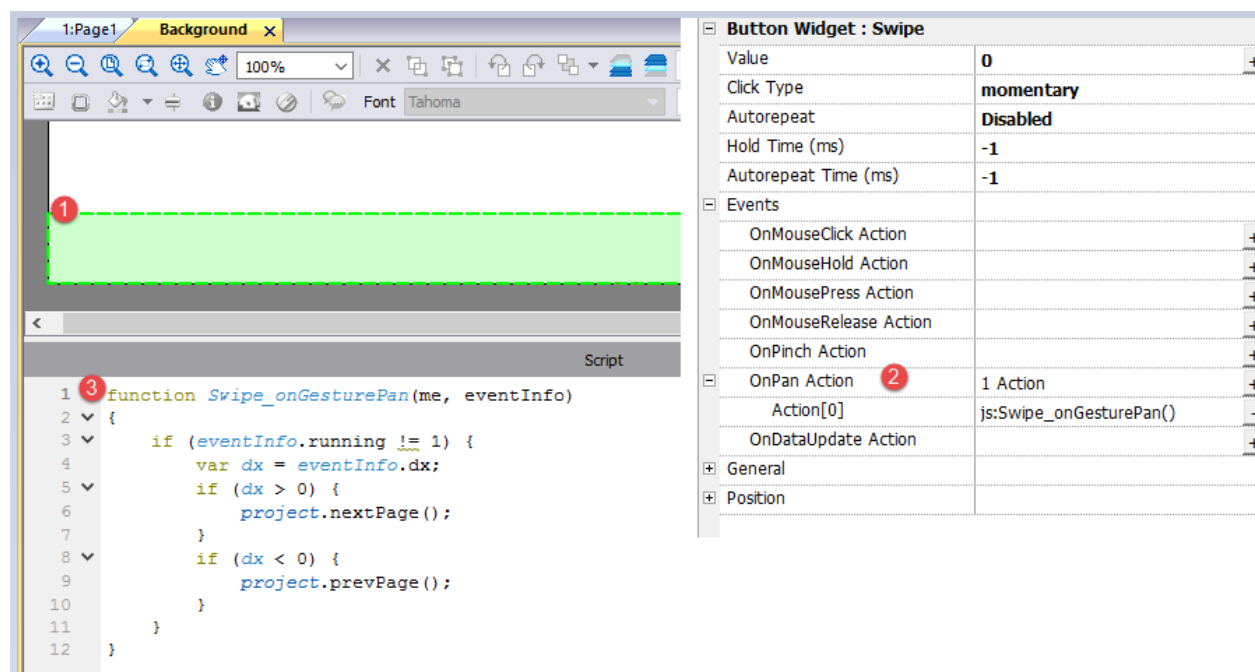 1:Page1 Background x
100%
Font Tahoma
1
Script
3
1 function Swipe_onGesturePan(me, eventInfo)
2 {
3 if (eventInfo.running != 1) {
4 var dx = eventInfo.dx;
5 if (dx > 0) {
6 project.nextPage();
7 }
8 if (dx < 0) {
9 project.prevPage();
10 }
11 }
12 }
Button Widget : Swipe
Value 0 +
Click Type momentary
Autorepeat Disabled
Hold Time (ms) -1
Autorepeat Time (ms) -1
Events
OnMouseClick Action +
OnMouseHold Action +
OnMousePress Action +
OnMouseRelease Action +
OnPinch Action +
OnPan Action 2 1 Action +
Action[0] js:Swipe_onGesturePan() -
OnDataUpdate Action +
General
Position